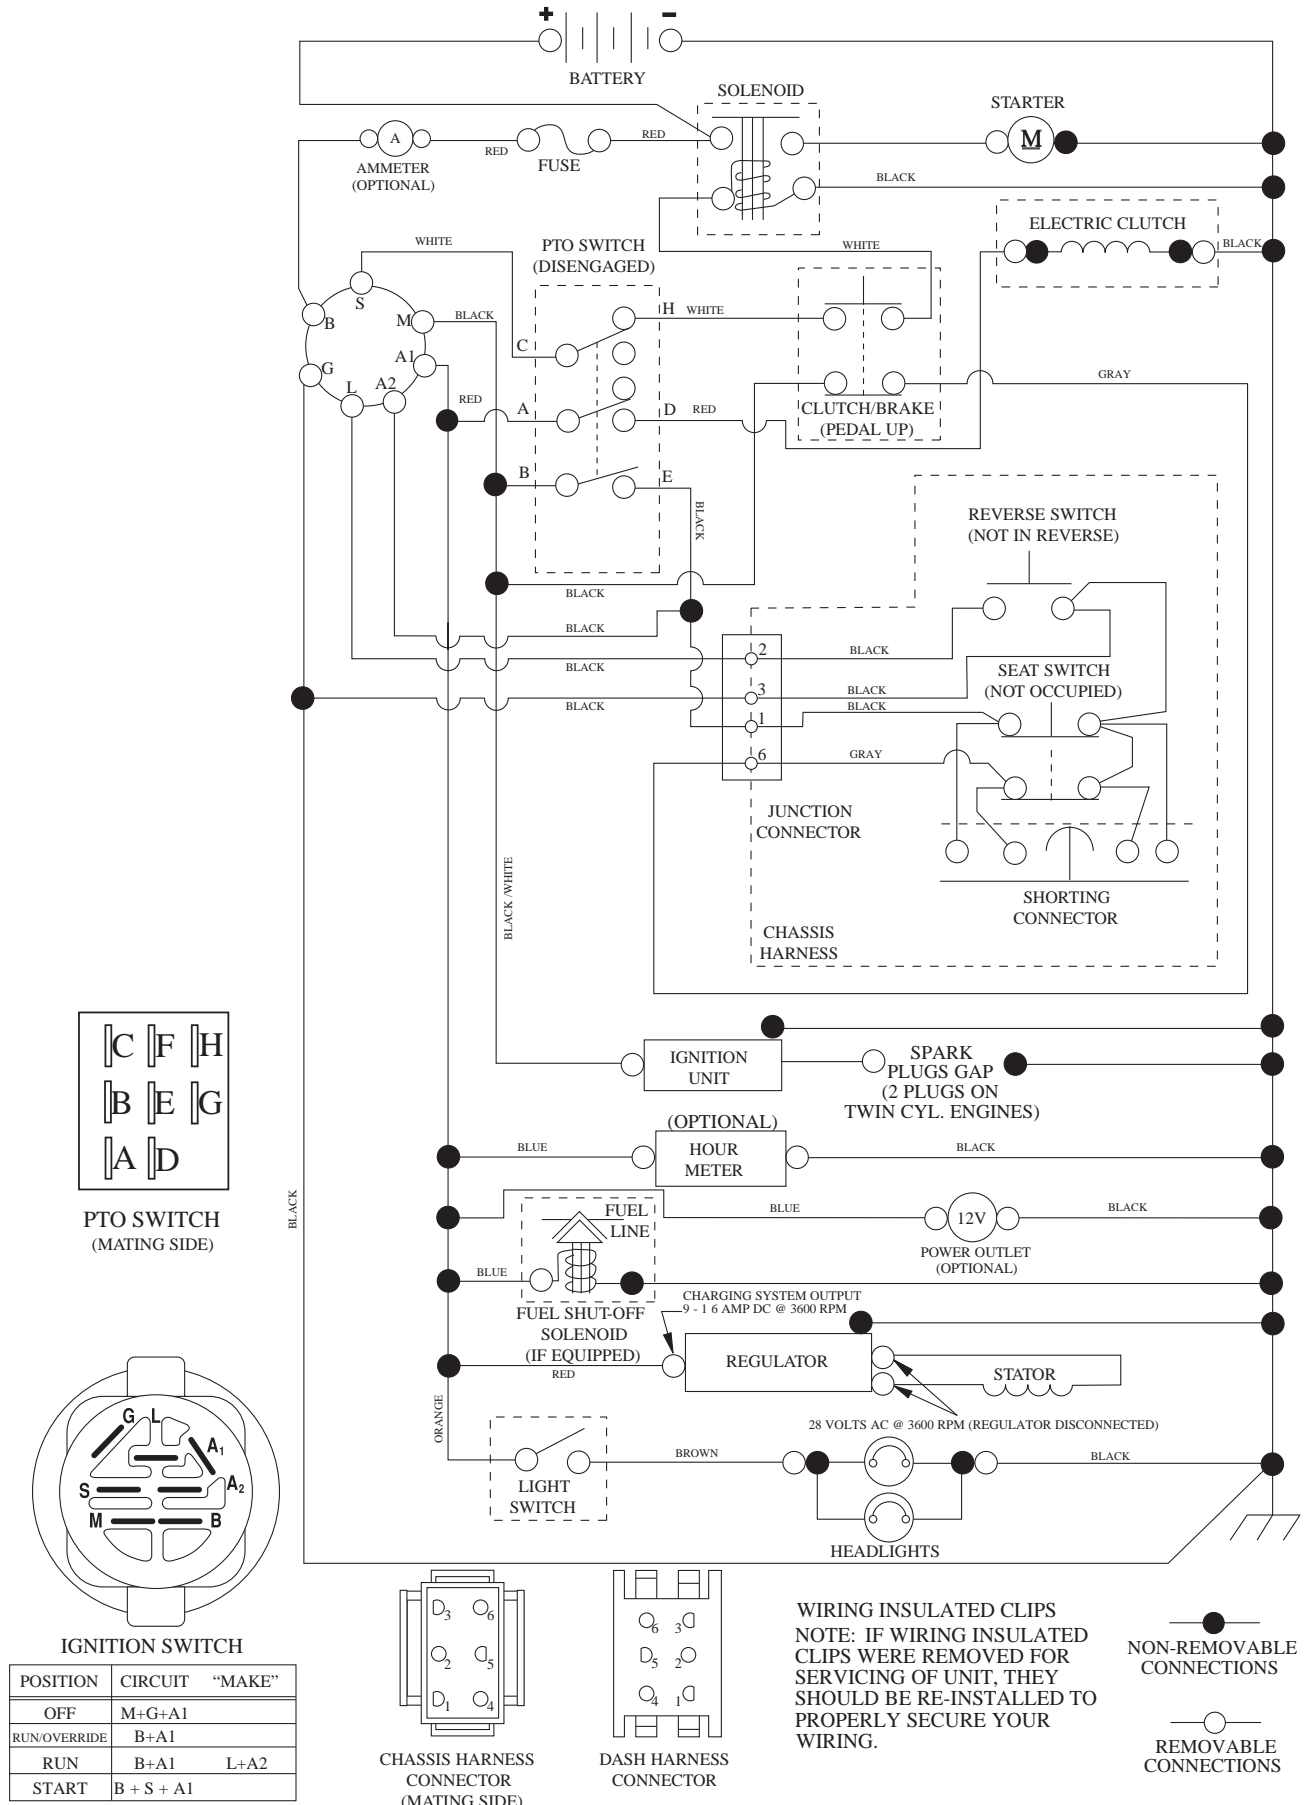 + −
BATTERY
SOLENOID
STARTER
A
AMMETER
(OPTIONAL)
RED
FUSE
RED
M
BLACK
ELECTRIC CLUTCH
BLACK
WHITE
PTO SWITCH
(DISENGAGED)
WHITE
S
B
M
BLACK
H
WHITE
C
G
A1
L
A2
RED
A
D
RED
CLUTCH/BRAKE
(PEDAL UP)
GRAY
B
E
BLACK
REVERSE SWITCH
(NOT IN REVERSE)
BLACK
BLACK
2
BLACK
BLACK
SEAT SWITCH
(NOT OCCUPIED)
3
BLACK
BLACK
BLACK
1
6
GRAY
JUNCTION
CONNECTOR
BLACK /WHITE
SHORTING
CONNECTOR
CHASSIS
HARNESS
C F H
B E G
A D
PTO SWITCH
(MATING SIDE)
BLACK
IGNITION
UNIT
SPARK
PLUGS GAP
(2 PLUGS ON
TWIN CYL. ENGINES)
(OPTIONAL)
HOUR
METER
BLUE
BLACK
FUEL
LINE
BLUE
12V
BLACK
POWER OUTLET
(OPTIONAL)
BLUE
FUEL SHUT-OFF
SOLENOID
(IF EQUIPPED)
CHARGING SYSTEM OUTPUT
9 - 1 6 AMP DC @ 3600 RPM
REGULATOR
STATOR
RED
28 VOLTS AC @ 3600 RPM (REGULATOR DISCONNECTED)
ORANGE
LIGHT
SWITCH
BROWN
BLACK
HEADLIGHTS
G L
A1
S
A2
M
B
IGNITION SWITCH
POSITION CIRCUIT “MAKE”
OFF M+G+A1
RUN/OVERRIDE B+A1
RUN B+A1 L+A2
START B + S + A1
3 6
2 5
1 4
CHASSIS HARNESS
CONNECTOR
(MATING SIDE)
6 3
5 2
4 1
DASH HARNESS
CONNECTOR
WIRING INSULATED CLIPS
NOTE: IF WIRING INSULATED
CLIPS WERE REMOVED FOR
SERVICING OF UNIT, THEY
SHOULD BE RE-INSTALLED TO
PROPERLY SECURE YOUR
WIRING.
NON-REMOVABLE
CONNECTIONS
REMOVABLE
CONNECTIONS